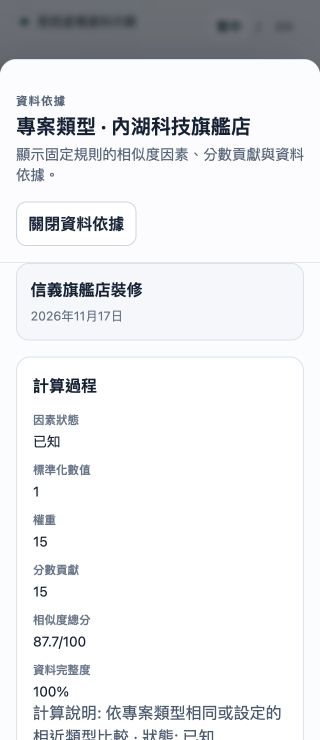 資料依據
專案類型 · 內湖科技旗艦店
顯示固定規則的相似度因素、分數貢獻與資料
依據。
關閉資料依據
信義旗艦店裝修
2026年11月17日
計算過程
因素狀態
已知
標準化數值
1
權重
15
分數貢獻
15
相似度總分
87.7/100
資料完整度
100%
計算說明: 依專案類型相同或設定的
相近類型比較 · 狀態: 已知